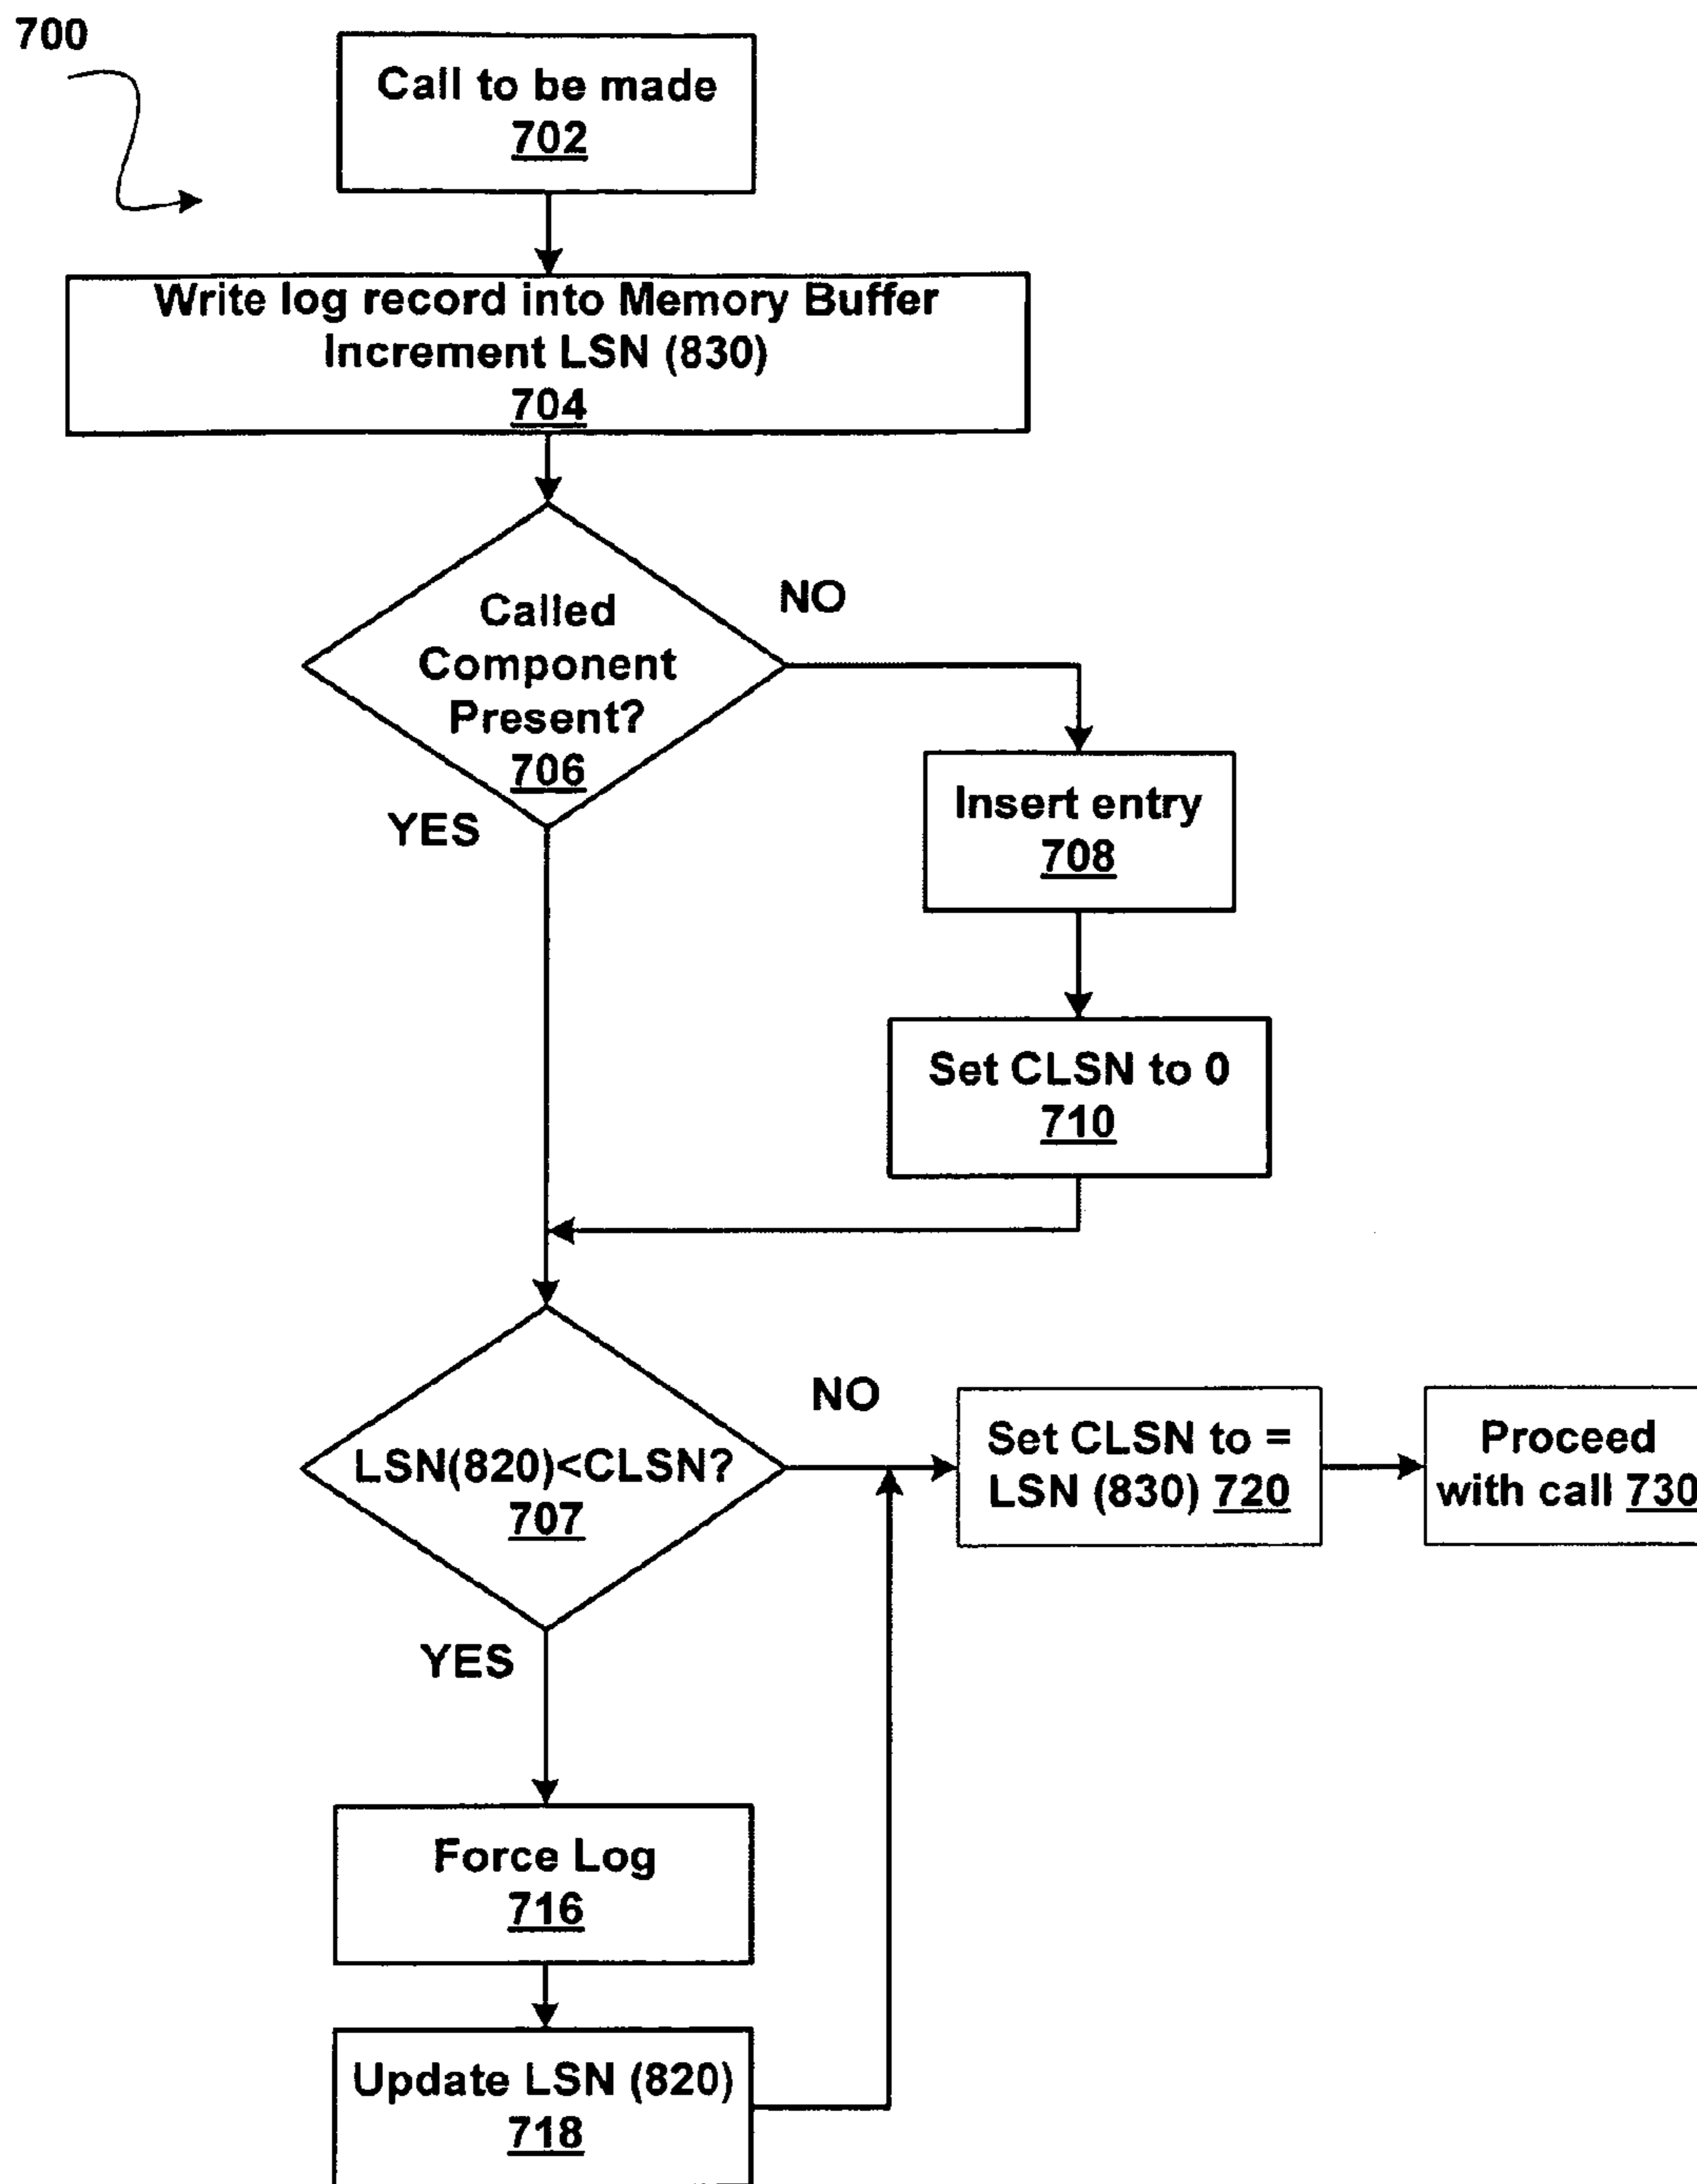 700
Call to be made
702
Write log record into Memory Buffer
Increment LSN (830)
704
Called
Component
Present?
706
NO
YES
Insert entry
708
Set CLSN to 0
710
LSN(820)<CLSN?
707
NO
YES
Set CLSN to =
LSN (830) 720
Proceed
with call 730
Force Log
716
Update LSN (820)
718